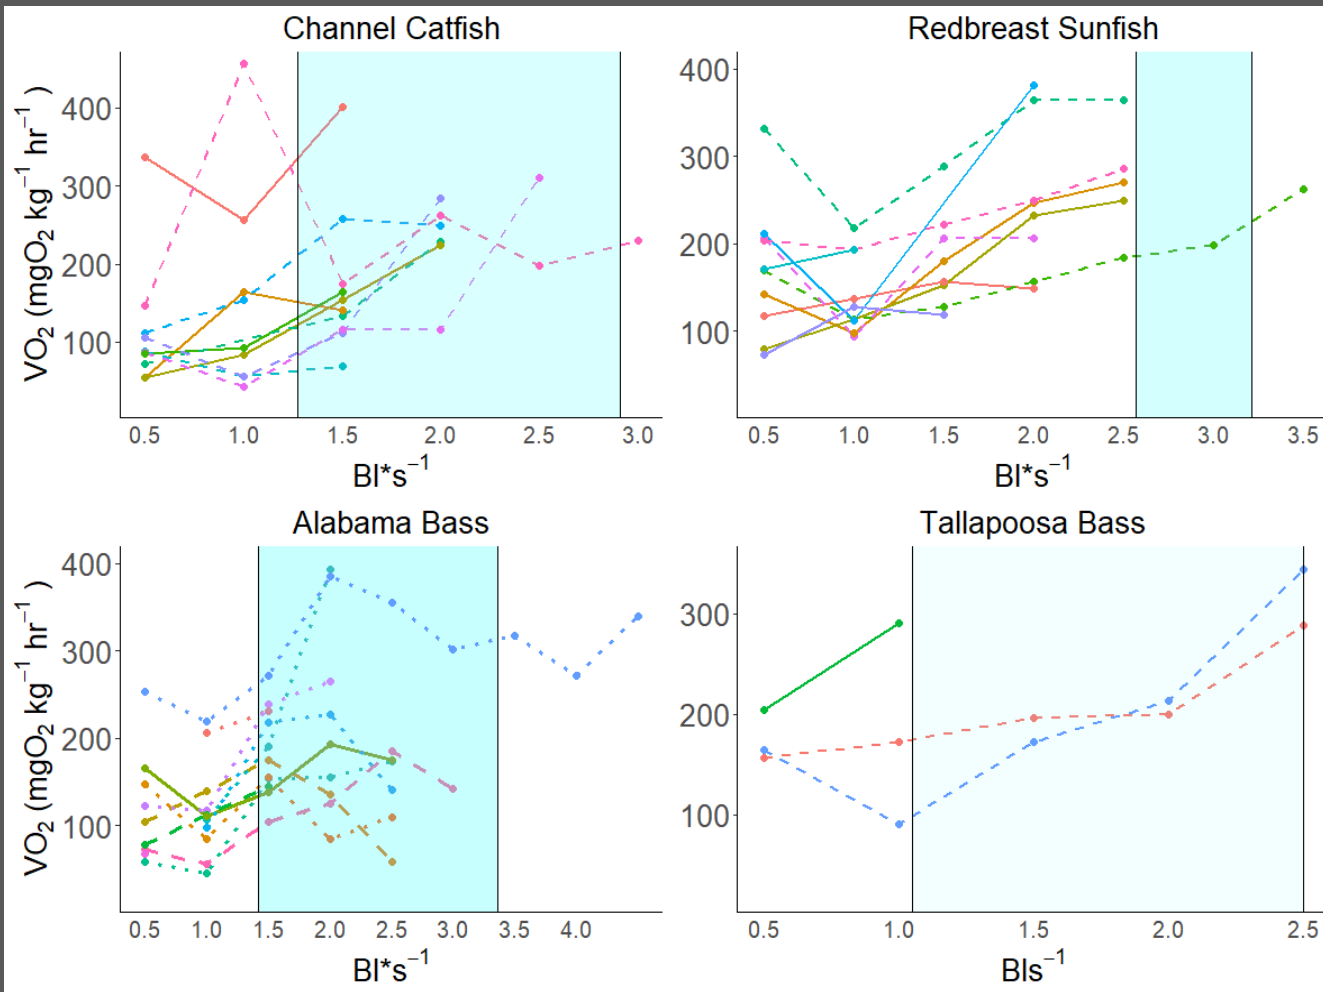 Channel Catfish
VO₂ (mgO₂ kg⁻¹ hr⁻¹ )
400
300
200
100
0.5 1.0 1.5 2.0 2.5 3.0
Bl*s⁻¹
Redbreast Sunfish
400
300
200
100
0.5 1.0 1.5 2.0 2.5 3.0 3.5
Bl*s⁻¹
Alabama Bass
VO₂ (mgO₂ kg⁻¹ hr⁻¹ )
400
300
200
100
0.5 1.0 1.5 2.0 2.5 3.0 3.5 4.0
Bl*s⁻¹
Tallapoosa Bass
300
200
100
0.5 1.0 1.5 2.0 2.5
Bls⁻¹